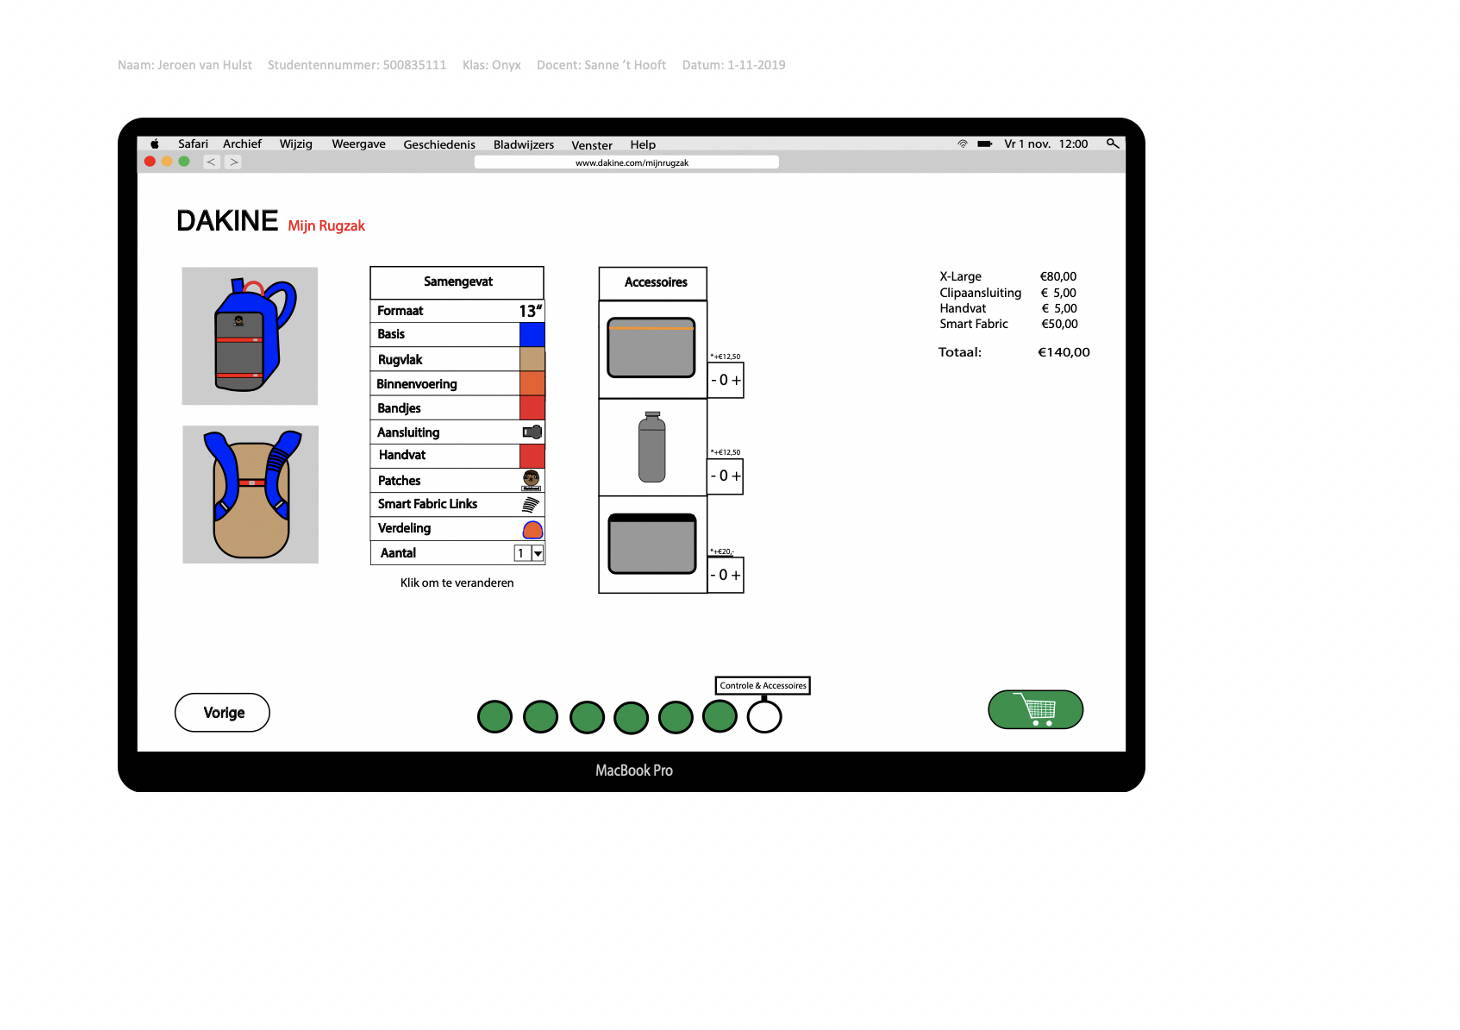 Naam: Jeroen van Hulst Studentennummer: 500835111 Klas: Onyx Docent: Sanne ’t Hooft Datum: 1-11-2019
Safari Archief Wijzig Weergave Geschiedenis Bladwijzers Venster Help Vr 1 nov. 12:00
< > www.dakine.com/mijnrugzak
DAKINE Mijn Rugzak
Samengevat
Formaat 13“
Basis
Rugvlak
Binnenvoering
Bandjes
Aansluiting
Handvat
Patches
Smart Fabric Links
Verdeling
Aantal 1
Klik om te veranderen
Accessoires
*+€12,50
- 0 +
*+€12,50
- 0 +
*+€20,-
- 0 +
X-Large €80,00
Clipaansluiting € 5,00
Handvat € 5,00
Smart Fabric €50,00
Totaal: €140,00
Controle & Accessoires
Vorige
MacBook Pro